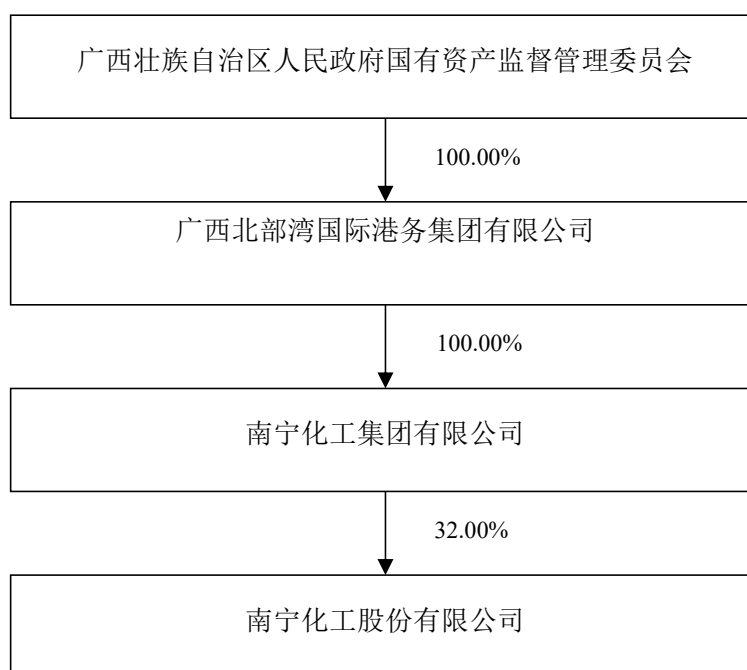 广西壮族自治区人民政府国有资产监督管理委员会
100.00%
广西北部湾国际港务集团有限公司
100.00%
南宁化工集团有限公司
32.00%
南宁化工股份有限公司